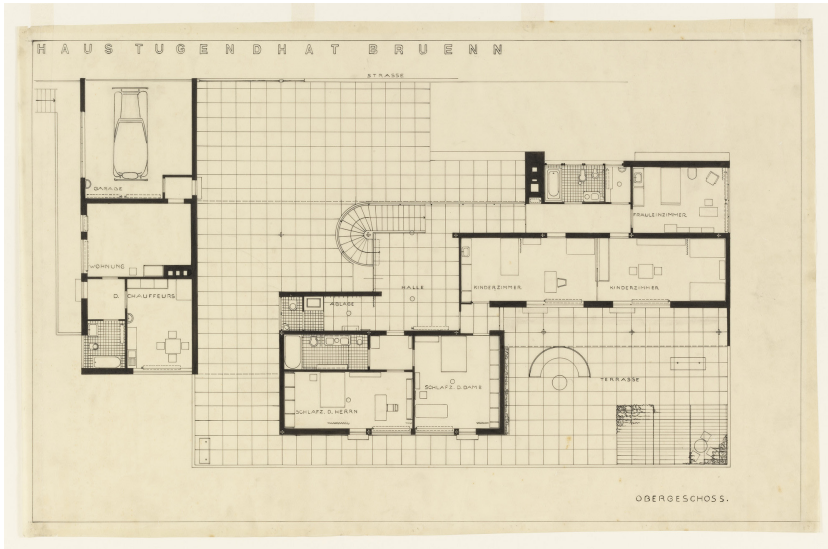 HAUS TUGENDHAT BRUENN
STRASSE
GARAGE
FRÄULEINZIMMER
WOHNUNG
D. CHAUFFEURS
HALLE
KINDERZIMMER
KINDERZIMMER
ABLAGE
TERRASSE
SCHLAFZ. D. DAME
SCHLAFZ. D. HERRN
OBERGESCHOSS.